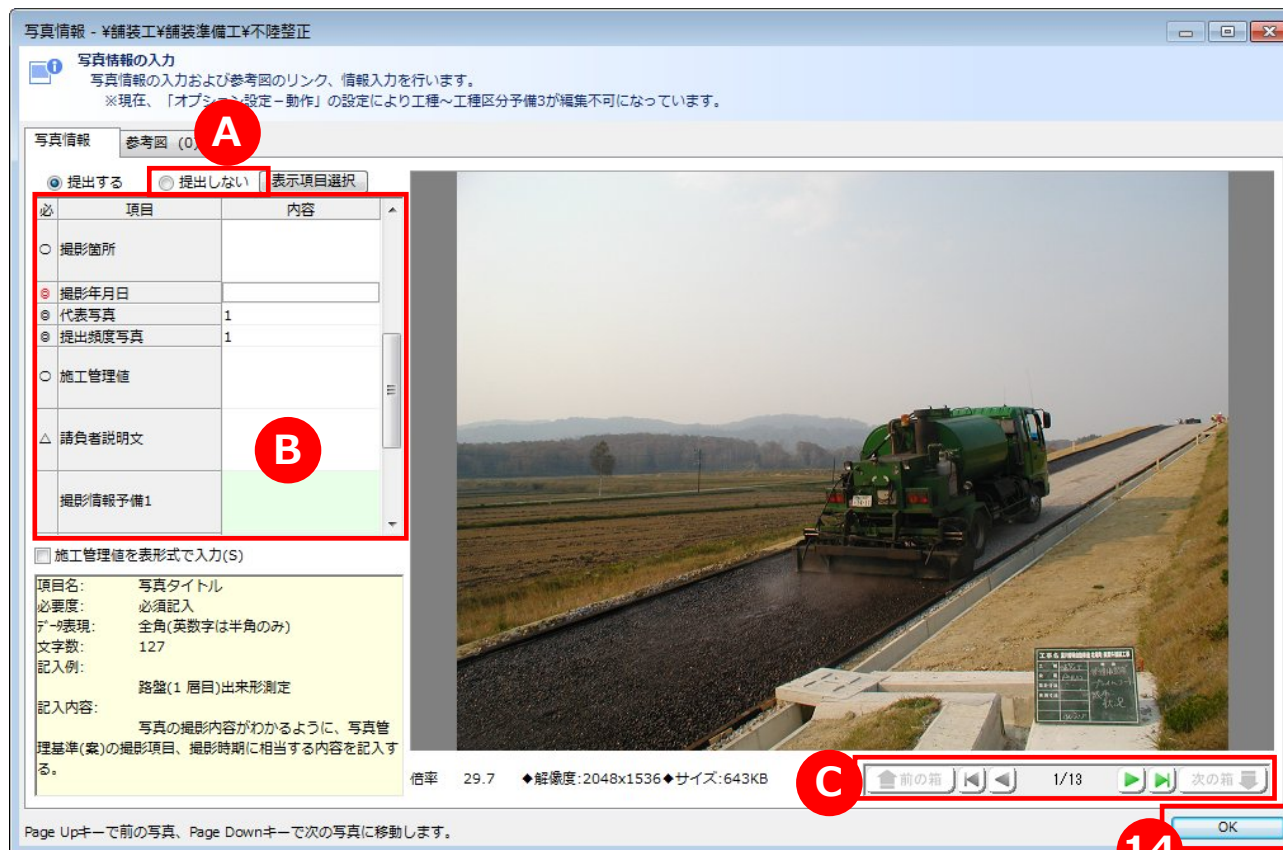 写真情報 - ¥舗装工¥舗装準備工¥不陸整正
写真情報の入力
写真情報の入力および参考図のリンク、情報入力を行います。
※現在、「オプション設定－動作」の設定により工種～工種区分予備3が編集不可になっています。
写真情報 参考図 (0)
A
提出する 提出しない 表示項目選択
必 項目 内容
○ 撮影箇所
◎ 撮影年月日
◎ 代表写真 1
◎ 提出頻度写真 1
○ 施工管理値
△ 請負者説明文
B
撮影情報予備1
施工管理値を表形式で入力(S)
項目名: 写真タイトル
必要度: 必須記入
ﾃﾞｰﾀ表現: 全角(英数字は半角のみ)
文字数: 127
記入例:
路盤(1 層目)出来形測定
記入内容:
写真の撮影内容がわかるように、写真管
理基準(案)の撮影項目、撮影時期に相当する内容を記入す
る。
倍率 29.7 ◆解像度:2048x1536◆サイズ:643KB
C
前の箱 1/13 次の箱
Page Upキーで前の写真、Page Downキーで次の写真に移動します。
14
OK